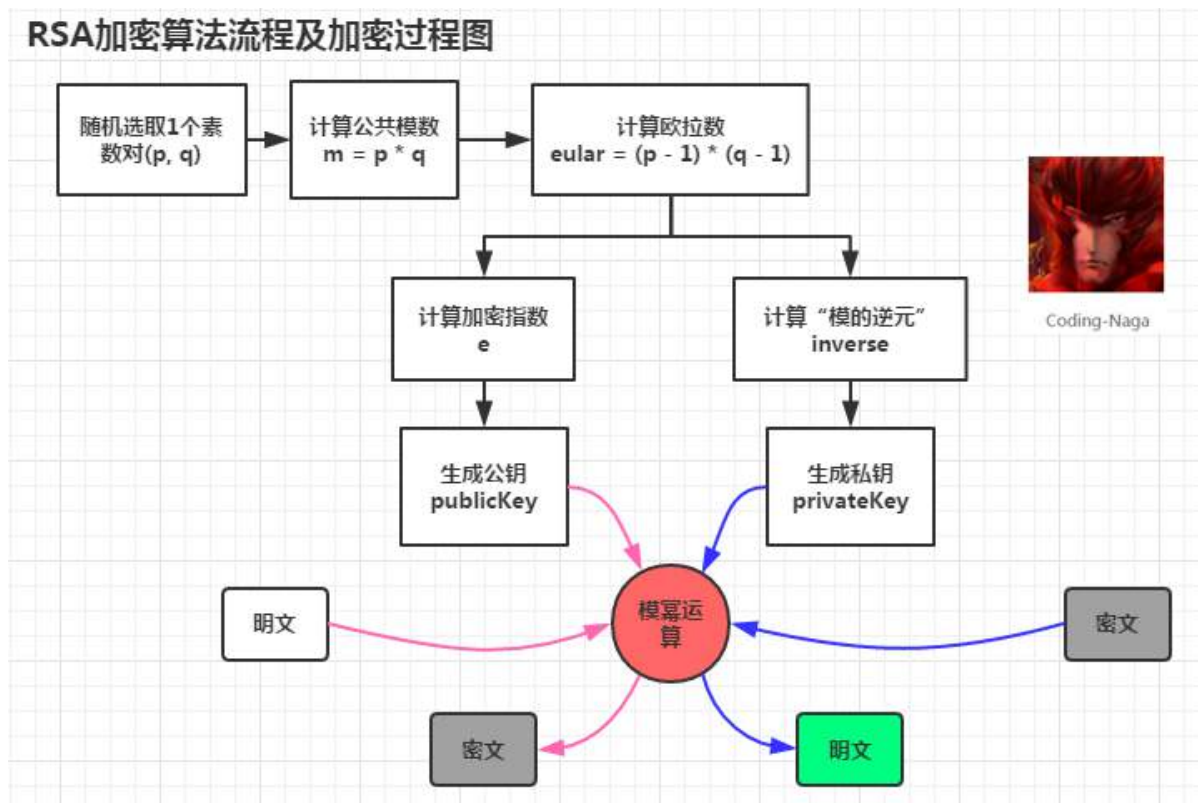 RSA加密算法流程及加密过程图
随机选取1个素
数对(p, q)
计算公共模数
m = p * q
计算欧拉数
eular = (p - 1) * (q - 1)
Coding-Naga
计算加密指数
e
计算“模的逆元”
inverse
生成公钥
publicKey
生成私钥
privateKey
明文
模幂运
算
密文
密文
明文